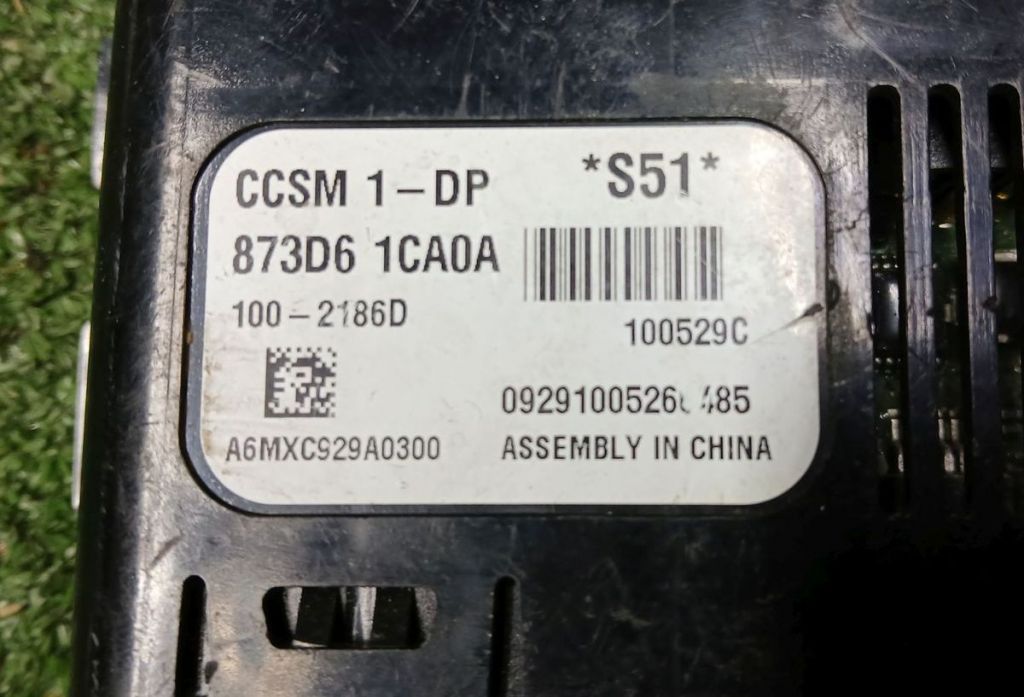 CCSM 1-DP
*S51*
873D6 1CA0A
100-2186D
100529C
A6MXC929A0300
ASSEMBLY IN CHINA